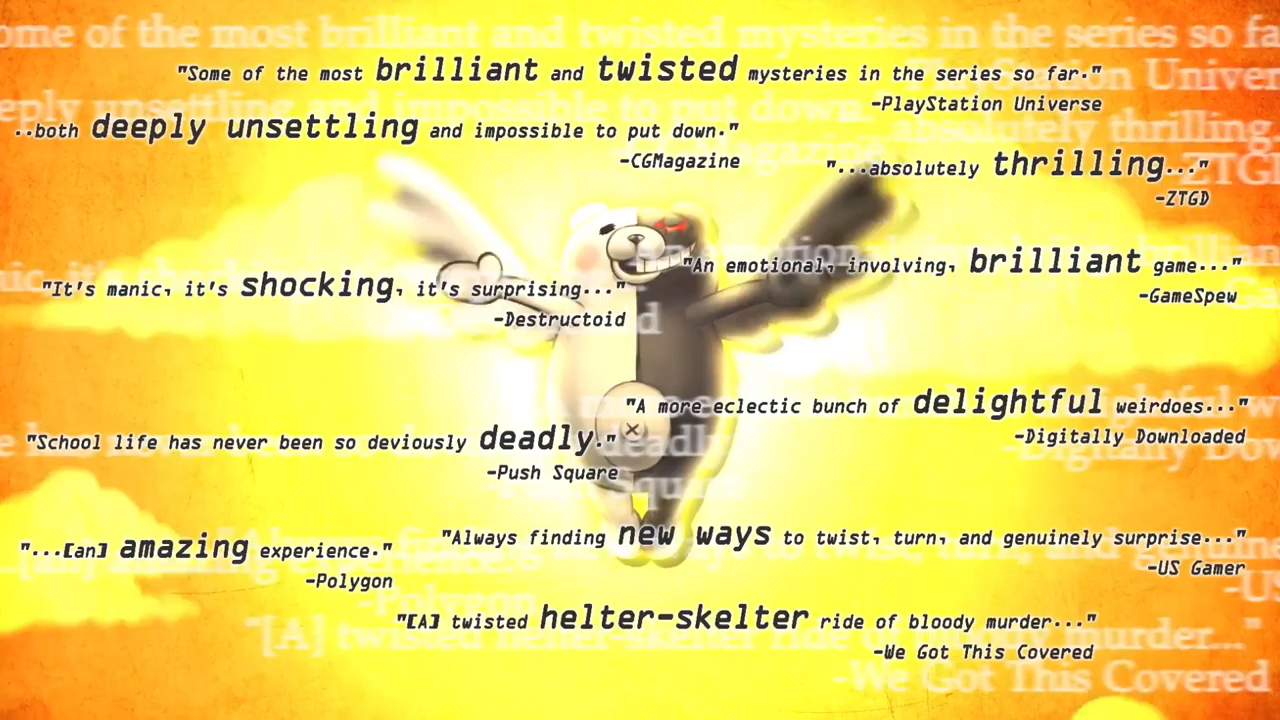 "Some of the most brilliant and twisted mysteries in the series so far."
-PlayStation Universe
..both deeply unsettling and impossible to put down."
-CGMagazine
"...absolutely thrilling..."
-ZTGD
"An emotional, involving, brilliant game..."
-GameSpew
"It's manic, it's shocking, it's surprising..."
-Destructoid
"A more eclectic bunch of delightful weirdoes..."
-Digitally Downloaded
"School life has never been so deviously deadly."
-Push Square
"Always finding new ways to twist, turn, and genuinely surprise..."
-US Gamer
"...[an] amazing experience."
-Polygon
"[A] twisted helter-skelter ride of bloody murder..."
-We Got This Covered